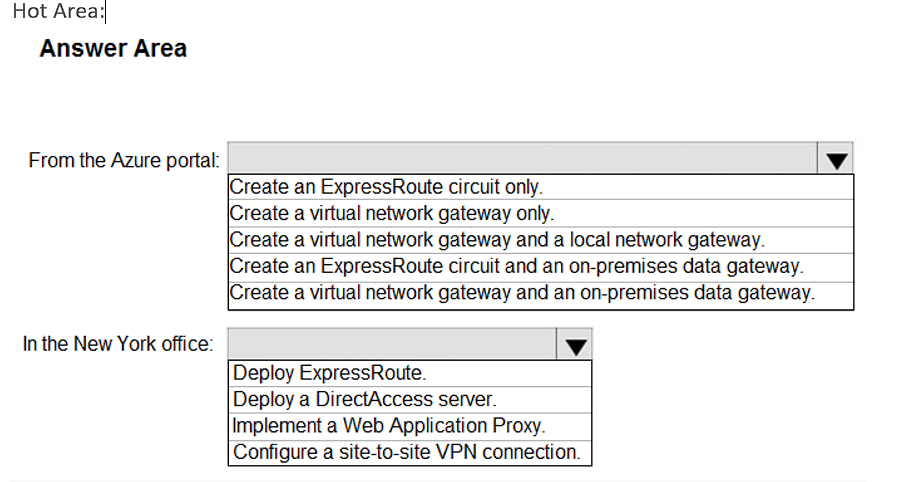 Hot Area:
Answer Area
From the Azure portal:
Create an ExpressRoute circuit only.
Create a virtual network gateway only.
Create a virtual network gateway and a local network gateway.
Create an ExpressRoute circuit and an on-premises data gateway.
Create a virtual network gateway and an on-premises data gateway.
In the New York office:
Deploy ExpressRoute.
Deploy a DirectAccess server.
Implement a Web Application Proxy.
Configure a site-to-site VPN connection.